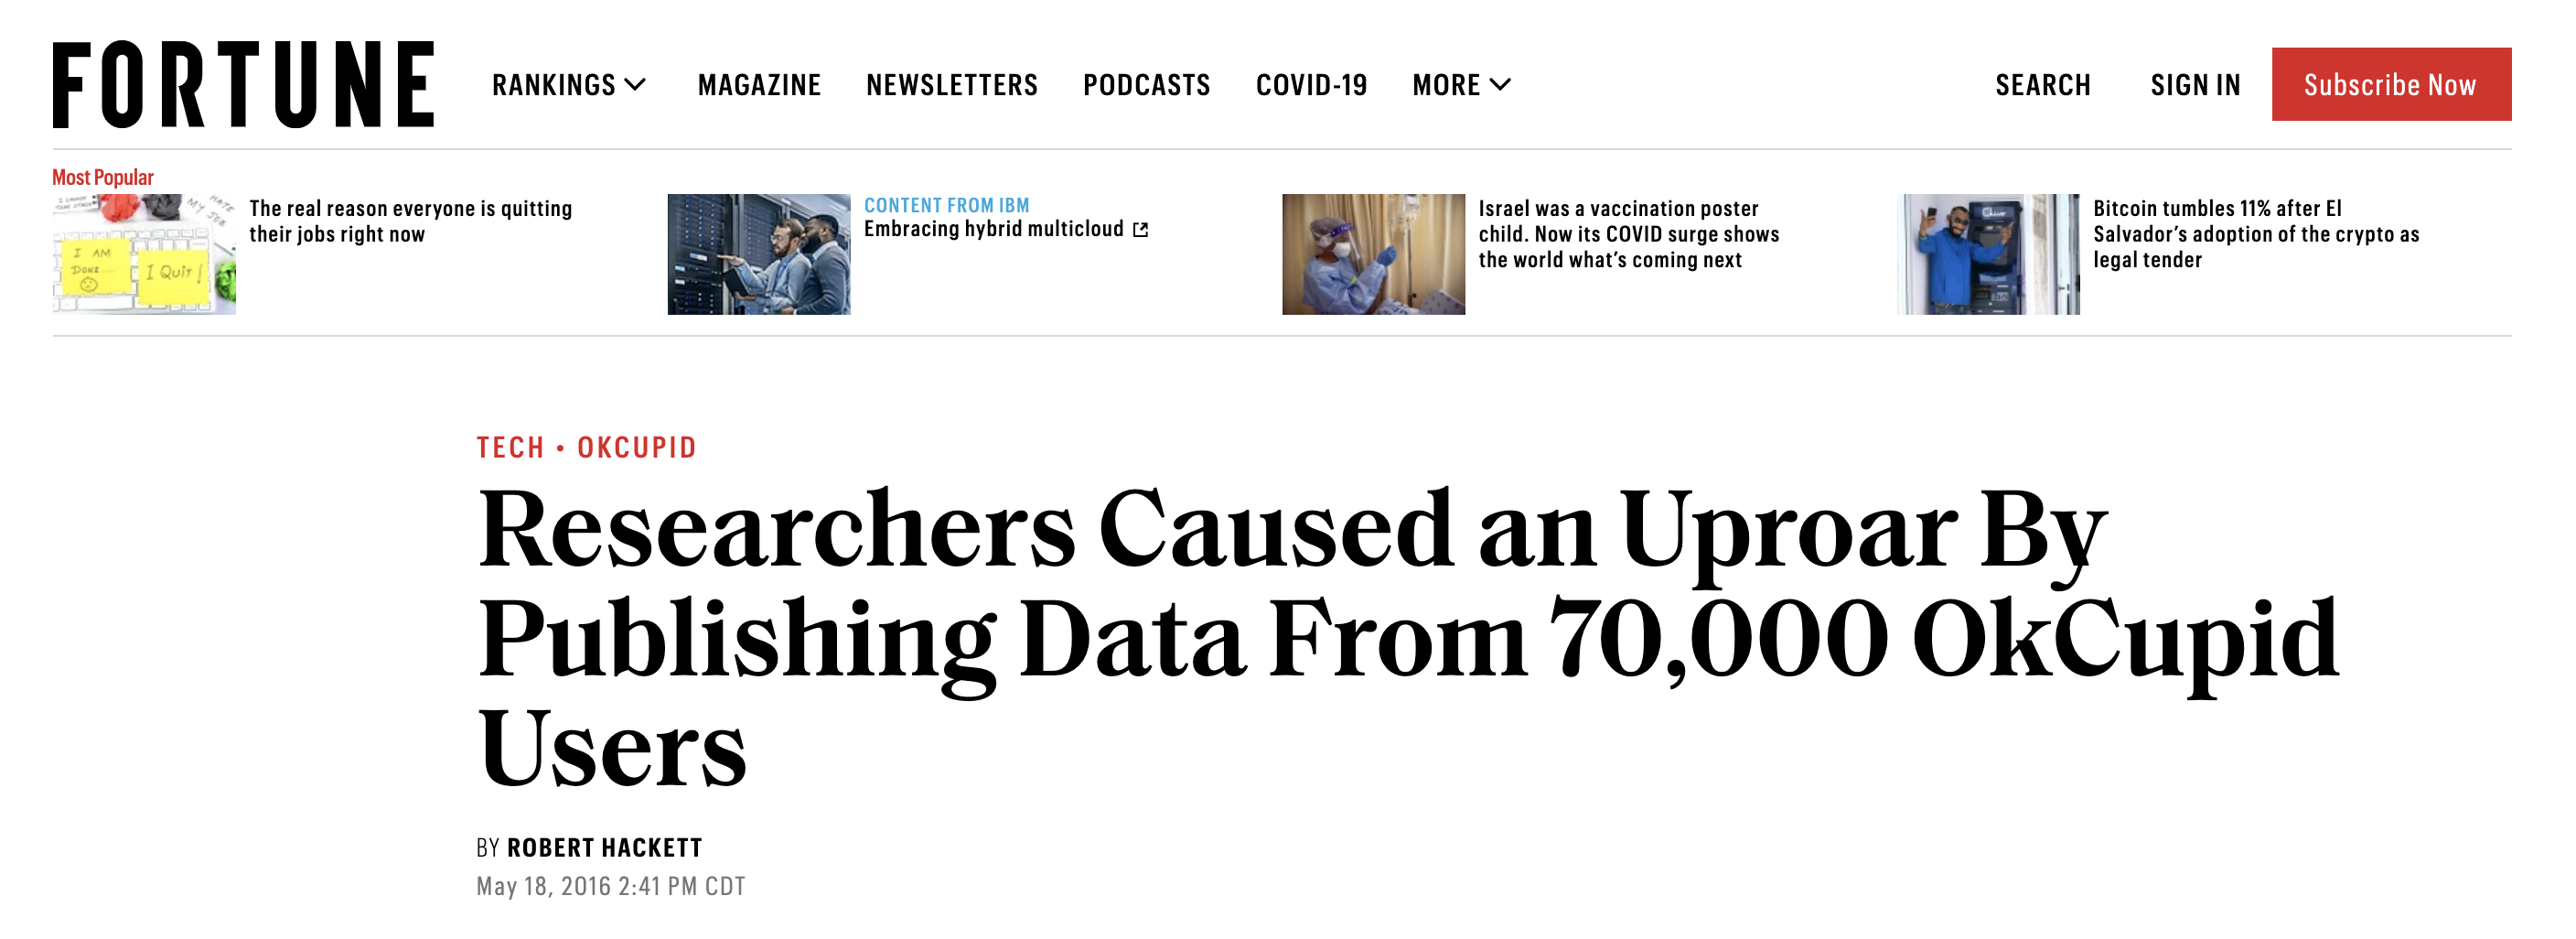 FORTUNE
RANKINGS
MAGAZINE
NEWSLETTERS
PODCASTS
COVID-19
MORE
SEARCH
SIGN IN
Subscribe Now
Most Popular
I AM
DONE...
I QUIT!
HATE
MY JOB
The real reason everyone is quitting
their jobs right now
CONTENT FROM IBM
Embracing hybrid multicloud
Israel was a vaccination poster
child. Now its COVID surge shows
the world what's coming next
Bitcoin tumbles 11% after El
Salvador's adoption of the crypto as
legal tender
TECH • OKCUPID
Researchers Caused an Uproar By
Publishing Data From 70,000 OkCupid
Users
BY ROBERT HACKETT
May 18, 2016 2:41 PM CDT